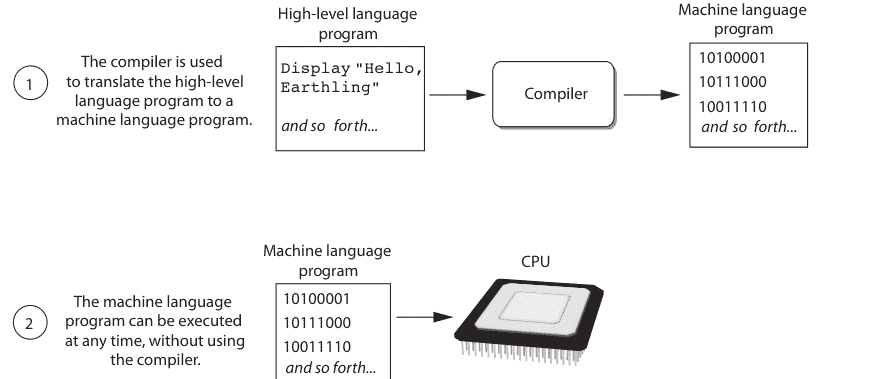 High-level language
program
Machine language
program
1
The compiler is used
to translate the high-level
language program to a
machine language program.
Display "Hello,
Earthling"
and so forth...
Compiler
10100001
10111000
10011110
and so forth...
2
The machine language
program can be executed
at any time, without using
the compiler.
Machine language
program
10100001
10111000
10011110
and so forth...
CPU